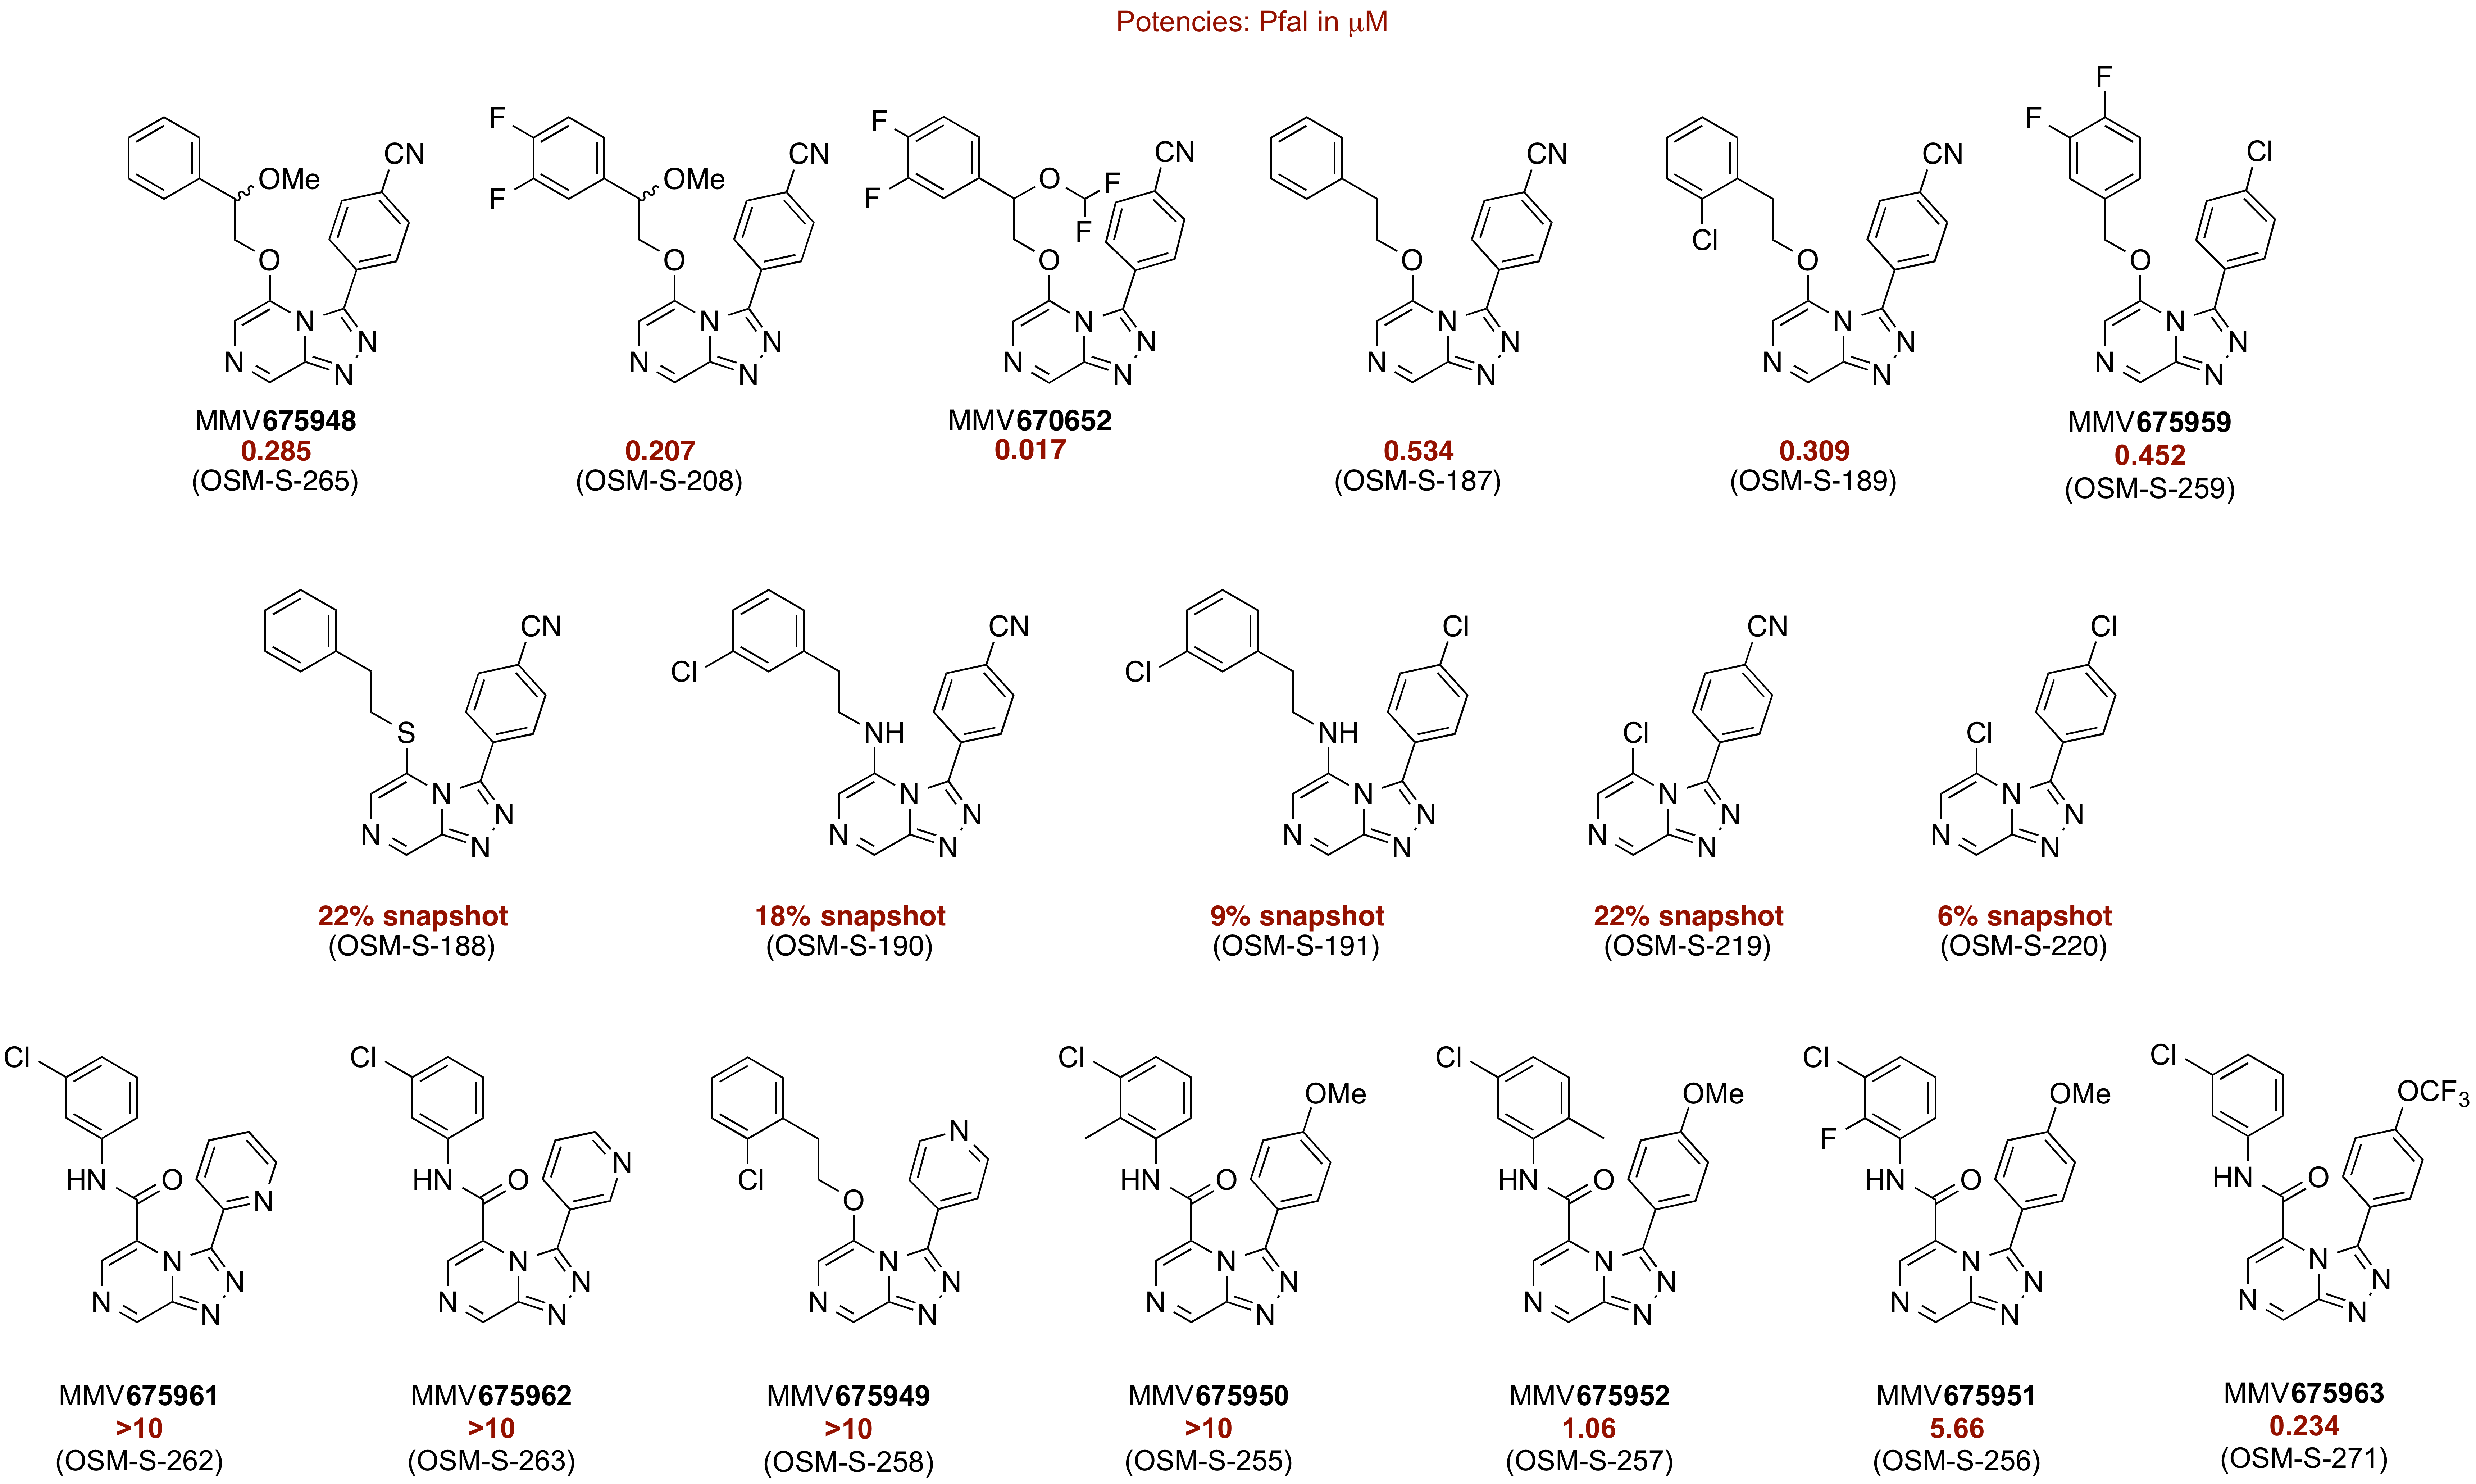 Potencies: Pfal in μM
CN
OMe
O
N
N
N
N
MMV675948
0.285
(OSM-S-265)
F
F
CN
OMe
O
N
N
N
N
0.207
(OSM-S-208)
F
F
CN
O
F
F
O
N
N
N
N
MMV670652
0.017
CN
O
N
N
N
N
0.534
(OSM-S-187)
CN
Cl
O
N
N
N
N
0.309
(OSM-S-189)
F
F
Cl
O
N
N
N
N
MMV675959
0.452
(OSM-S-259)
CN
S
N
N
N
N
22% snapshot
(OSM-S-188)
CN
Cl
NH
N
N
N
N
18% snapshot
(OSM-S-190)
Cl
Cl
NH
N
N
N
N
9% snapshot
(OSM-S-191)
CN
Cl
N
N
N
N
22% snapshot
(OSM-S-219)
Cl
Cl
N
N
N
N
6% snapshot
(OSM-S-220)
Cl
HN
O
N
N
N
N
N
MMV675961
>10
(OSM-S-262)
Cl
N
HN
O
N
N
N
N
MMV675962
>10
(OSM-S-263)
N
Cl
O
N
N
N
N
MMV675949
>10
(OSM-S-258)
Cl
OMe
HN
O
N
N
N
N
MMV675950
>10
(OSM-S-255)
Cl
OMe
HN
O
N
N
N
N
MMV675952
1.06
(OSM-S-257)
Cl
OMe
F
HN
O
N
N
N
N
MMV675951
5.66
(OSM-S-256)
Cl
OCF3
HN
O
N
N
N
N
MMV675963
0.234
(OSM-S-271)